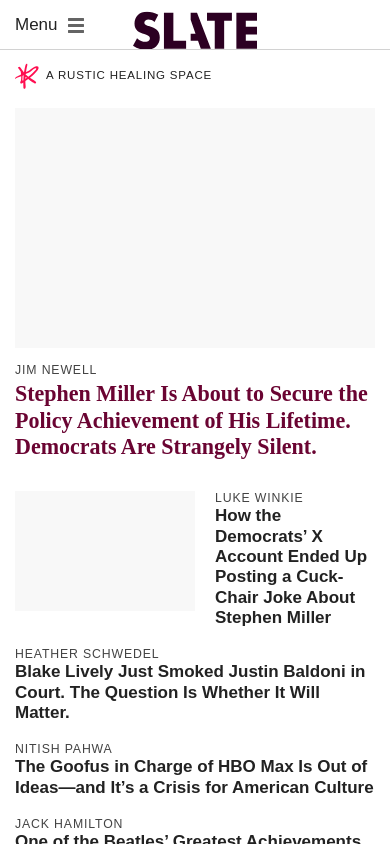 Menu
SLATE
A RUSTIC HEALING SPACE
JIM NEWELL
Stephen Miller Is About to Secure the
Policy Achievement of His Lifetime.
Democrats Are Strangely Silent.
LUKE WINKIE
How the
Democrats’ X
Account Ended Up
Posting a Cuck-
Chair Joke About
Stephen Miller
HEATHER SCHWEDEL
Blake Lively Just Smoked Justin Baldoni in
Court. The Question Is Whether It Will
Matter.
NITISH PAHWA
The Goofus in Charge of HBO Max Is Out of
Ideas—and It’s a Crisis for American Culture
JACK HAMILTON
One of the Beatles’ Greatest Achievements